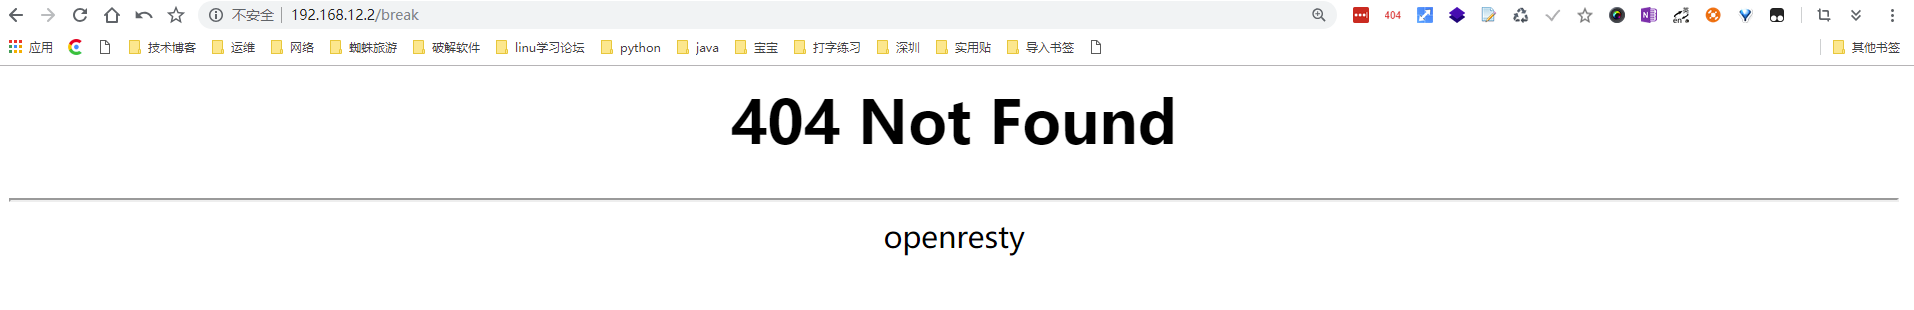 不安全 192.168.12.2/break 404 en
应用 技术博客 运维 网络 蜘蛛旅游 破解软件 linu学习论坛 python java 宝宝 打字练习 深圳 实用贴 导入书签 其他书签
404 Not Found
openresty